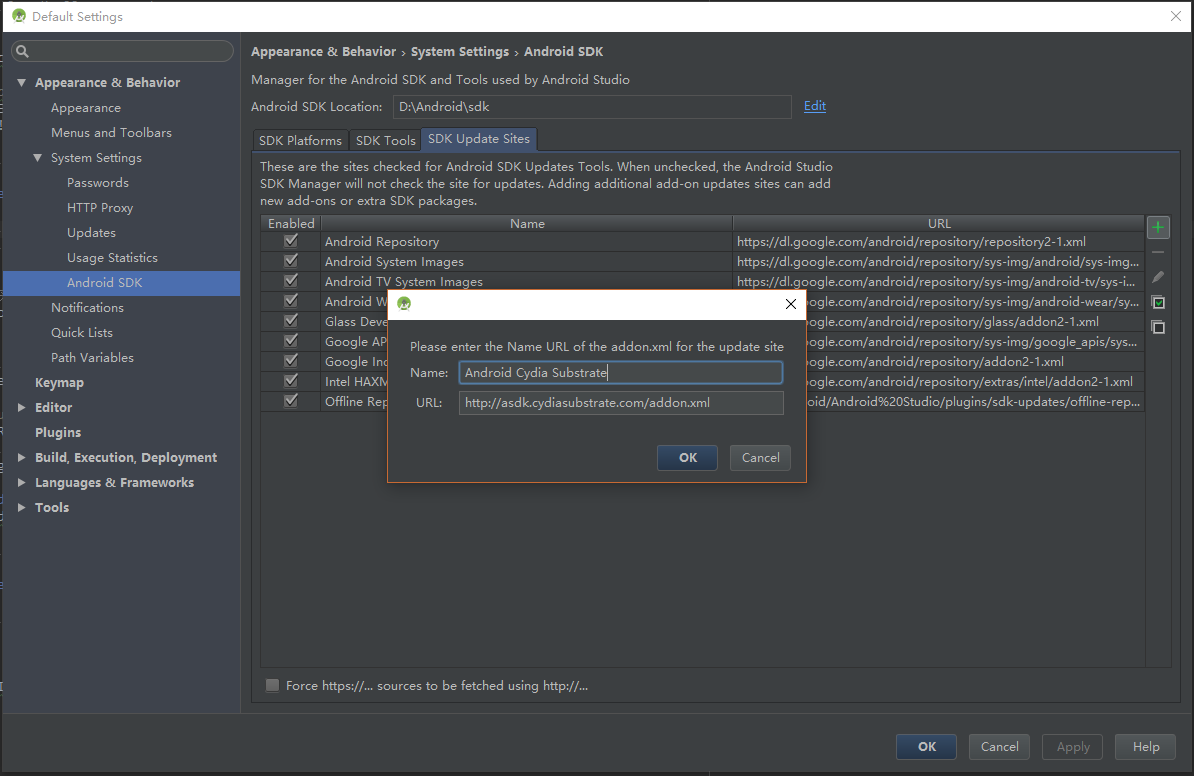 Default Settings
Appearance & Behavior
Appearance
Menus and Toolbars
System Settings
Passwords
HTTP Proxy
Updates
Usage Statistics
Android SDK
Notifications
Quick Lists
Path Variables
Keymap
Editor
Plugins
Build, Execution, Deployment
Languages & Frameworks
Tools
Appearance & Behavior › System Settings › Android SDK
Manager for the Android SDK and Tools used by Android Studio
Android SDK Location: D:\Android\sdk Edit
SDK Platforms SDK Tools SDK Update Sites
These are the sites checked for Android SDK Updates Tools. When unchecked, the Android Studio
SDK Manager will not check the site for updates. Adding additional add-on updates sites can add
new add-ons or extra SDK packages.
Enabled Name URL
Android Repository https://dl.google.com/android/repository/repository2-1.xml
Android System Images https://dl.google.com/android/repository/sys-img/android/sys-img...
Android TV System Images https://dl.google.com/android/repository/sys-img/android-tv/sys-i...
Android W oogle.com/android/repository/sys-img/android-wear/sy...
Glass Deve oogle.com/android/repository/glass/addon2-1.xml
Google AP oogle.com/android/repository/sys-img/google_apis/sys...
Google Inc oogle.com/android/repository/addon2-1.xml
Intel HAXM oogle.com/android/repository/extras/intel/addon2-1.xml
Offline Rep oid/Android%20Studio/plugins/sdk-updates/offline-rep...
Please enter the Name URL of the addon.xml for the update site
Name: Android Cydia Substrate
URL: http://asdk.cydiasubstrate.com/addon.xml
OK Cancel
Force https://... sources to be fetched using http://...
OK Cancel Apply Help